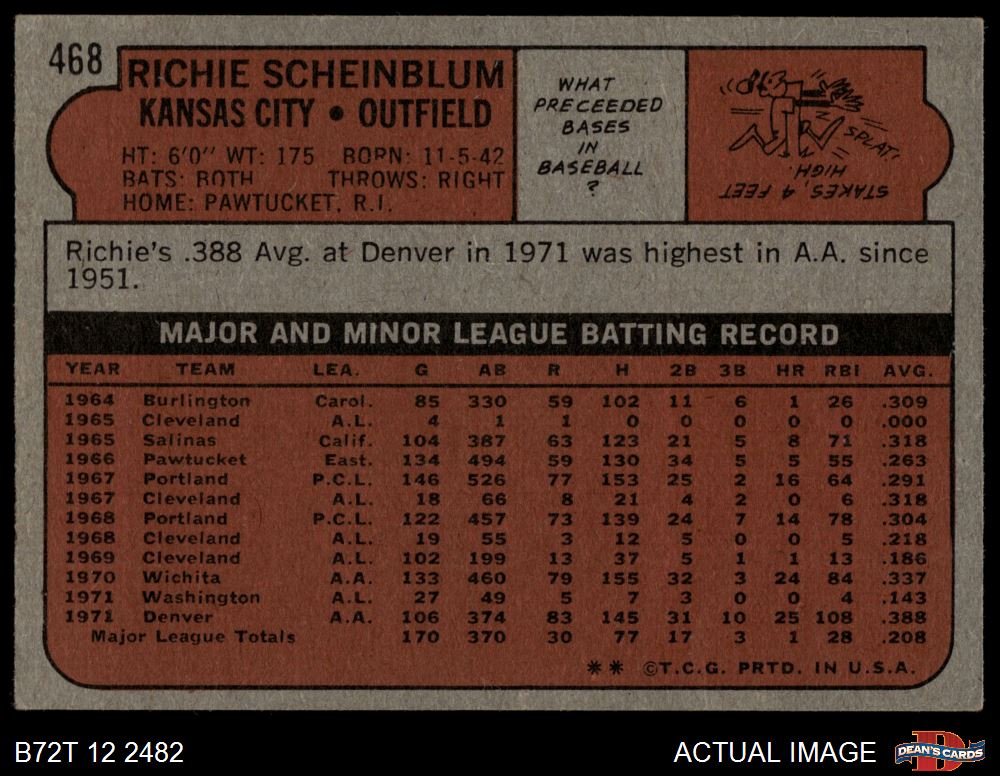 468
RICHIE SCHEINBLUM
KANSAS CITY • OUTFIELD
HT: 6'0" WT: 175 BORN: 11-5-42
BATS: BOTH THROWS: RIGHT
HOME: PAWTUCKET, R.I.
WHAT
PRECEEDED
BASES
IN
BASEBALL
?
SPLAT!
STAKES, 4 FEET
HIGH.
Richie's .388 Avg. at Denver in 1971 was highest in A.A. since
1951.
MAJOR AND MINOR LEAGUE BATTING RECORD
YEAR TEAM LEA. G AB R H 2B 3B HR RBI AVG.
1964 Burlington Carol. 85 330 59 102 11 6 1 26 .309
1965 Cleveland A.L. 4 1 1 0 0 0 0 0 .000
1965 Salinas Calif. 104 387 63 123 21 5 8 71 .318
1966 Pawtucket East. 134 494 59 130 34 5 5 55 .263
1967 Portland P.C.L. 146 526 77 153 25 2 16 64 .291
1967 Cleveland A.L. 18 66 8 21 4 2 0 6 .318
1968 Portland P.C.L. 122 457 73 139 24 7 14 78 .304
1968 Cleveland A.L. 19 55 3 12 5 0 0 5 .218
1969 Cleveland A.L. 102 199 13 37 5 1 1 13 .186
1970 Wichita A.A. 133 460 79 155 32 3 24 84 .337
1971 Washington A.L. 27 49 5 7 3 0 0 4 .143
1971 Denver A.A. 106 374 83 145 31 10 25 108 .388
Major League Totals 170 370 30 77 17 3 1 28 .208
** ©T.C.G. PRTD. IN U.S.A.
B72T 12 2482
ACTUAL IMAGE
D
DEAN'S CARDS